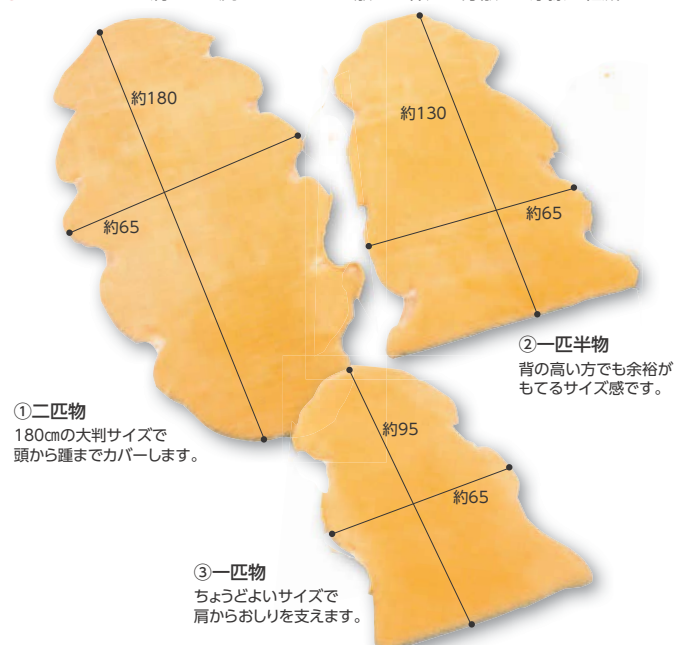 約180
約65
①二匹物
180㎝の大判サイズで
頭から踵までカバーします。
約130
約65
②一匹半物
背の高い方でも余裕が
もてるサイズ感です。
約95
約65
③一匹物
ちょうどよいサイズで
肩からおしりを支えます。